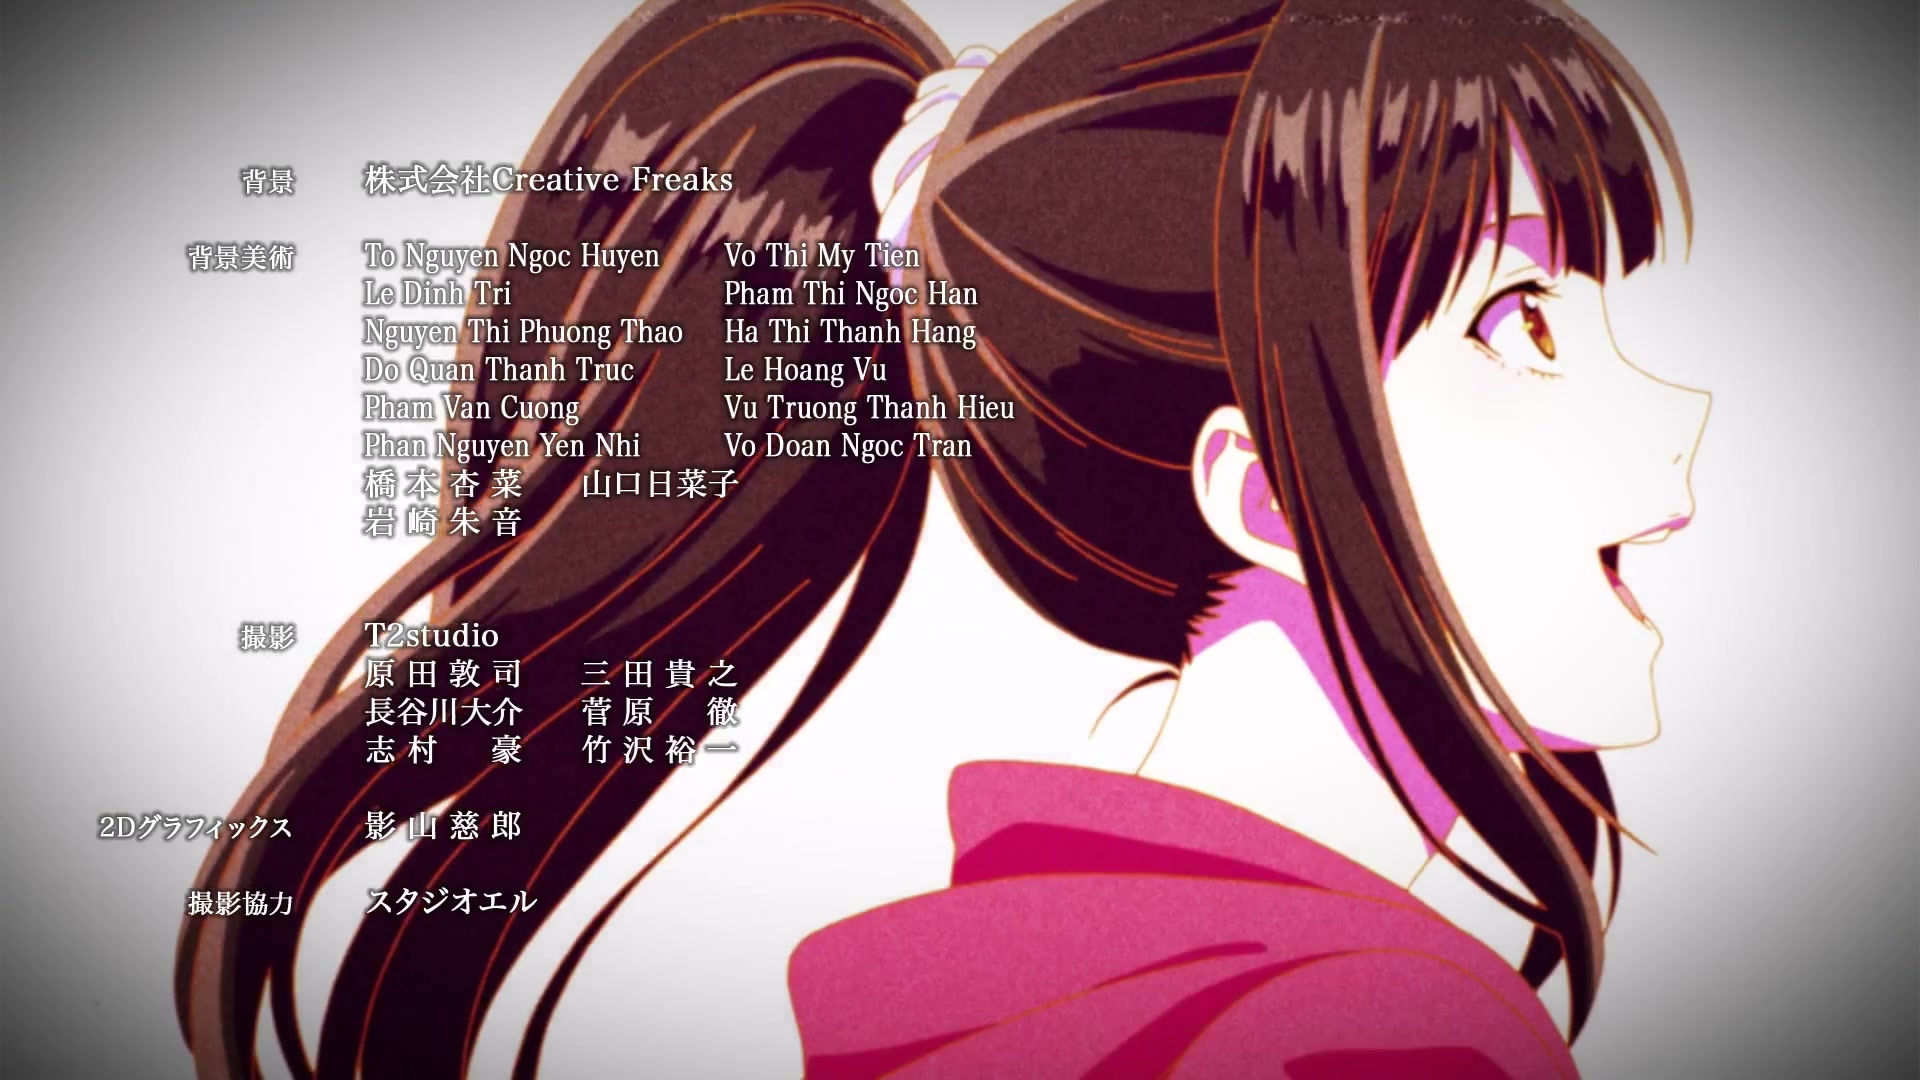 背景 株式会社Creative Freaks
背景美術 To Nguyen Ngoc Huyen Vo Thi My Tien
Le Dinh Tri Pham Thi Ngoc Han
Nguyen Thi Phuong Thao Ha Thi Thanh Hang
Do Quan Thanh Truc Le Hoang Vu
Pham Van Cuong Vu Truong Thanh Hieu
Phan Nguyen Yen Nhi Vo Doan Ngoc Tran
橋本杏菜 山口日菜子
岩崎朱音
撮影 T2studio
原田敦司 三田貴之
長谷川大介 菅原 徹
志村 豪 竹沢裕一
2Dグラフィックス 影山慈郎
撮影協力 スタジオエル